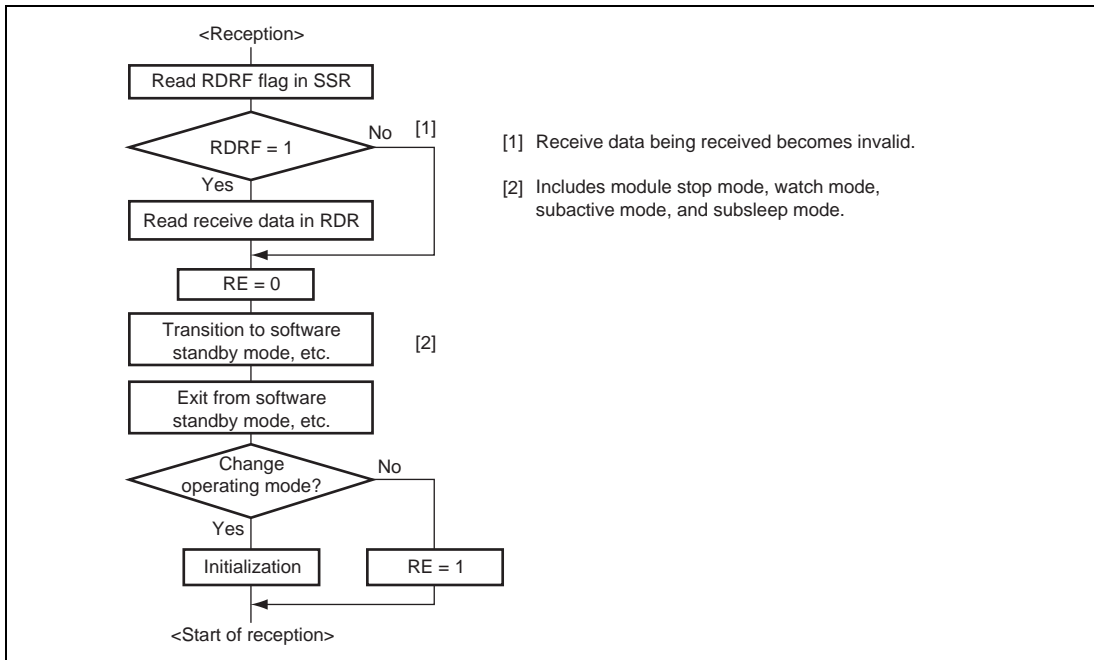 <Reception>
Read RDRF flag in SSR
RDRF = 1
No
[1]
Yes
Read receive data in RDR
RE = 0
Transition to software
standby mode, etc.
[2]
Exit from software
standby mode, etc.
Change
operating mode?
No
Yes
Initialization
RE = 1
<Start of reception>
[1] Receive data being received becomes invalid.
[2] Includes module stop mode, watch mode,
subactive mode, and subsleep mode.